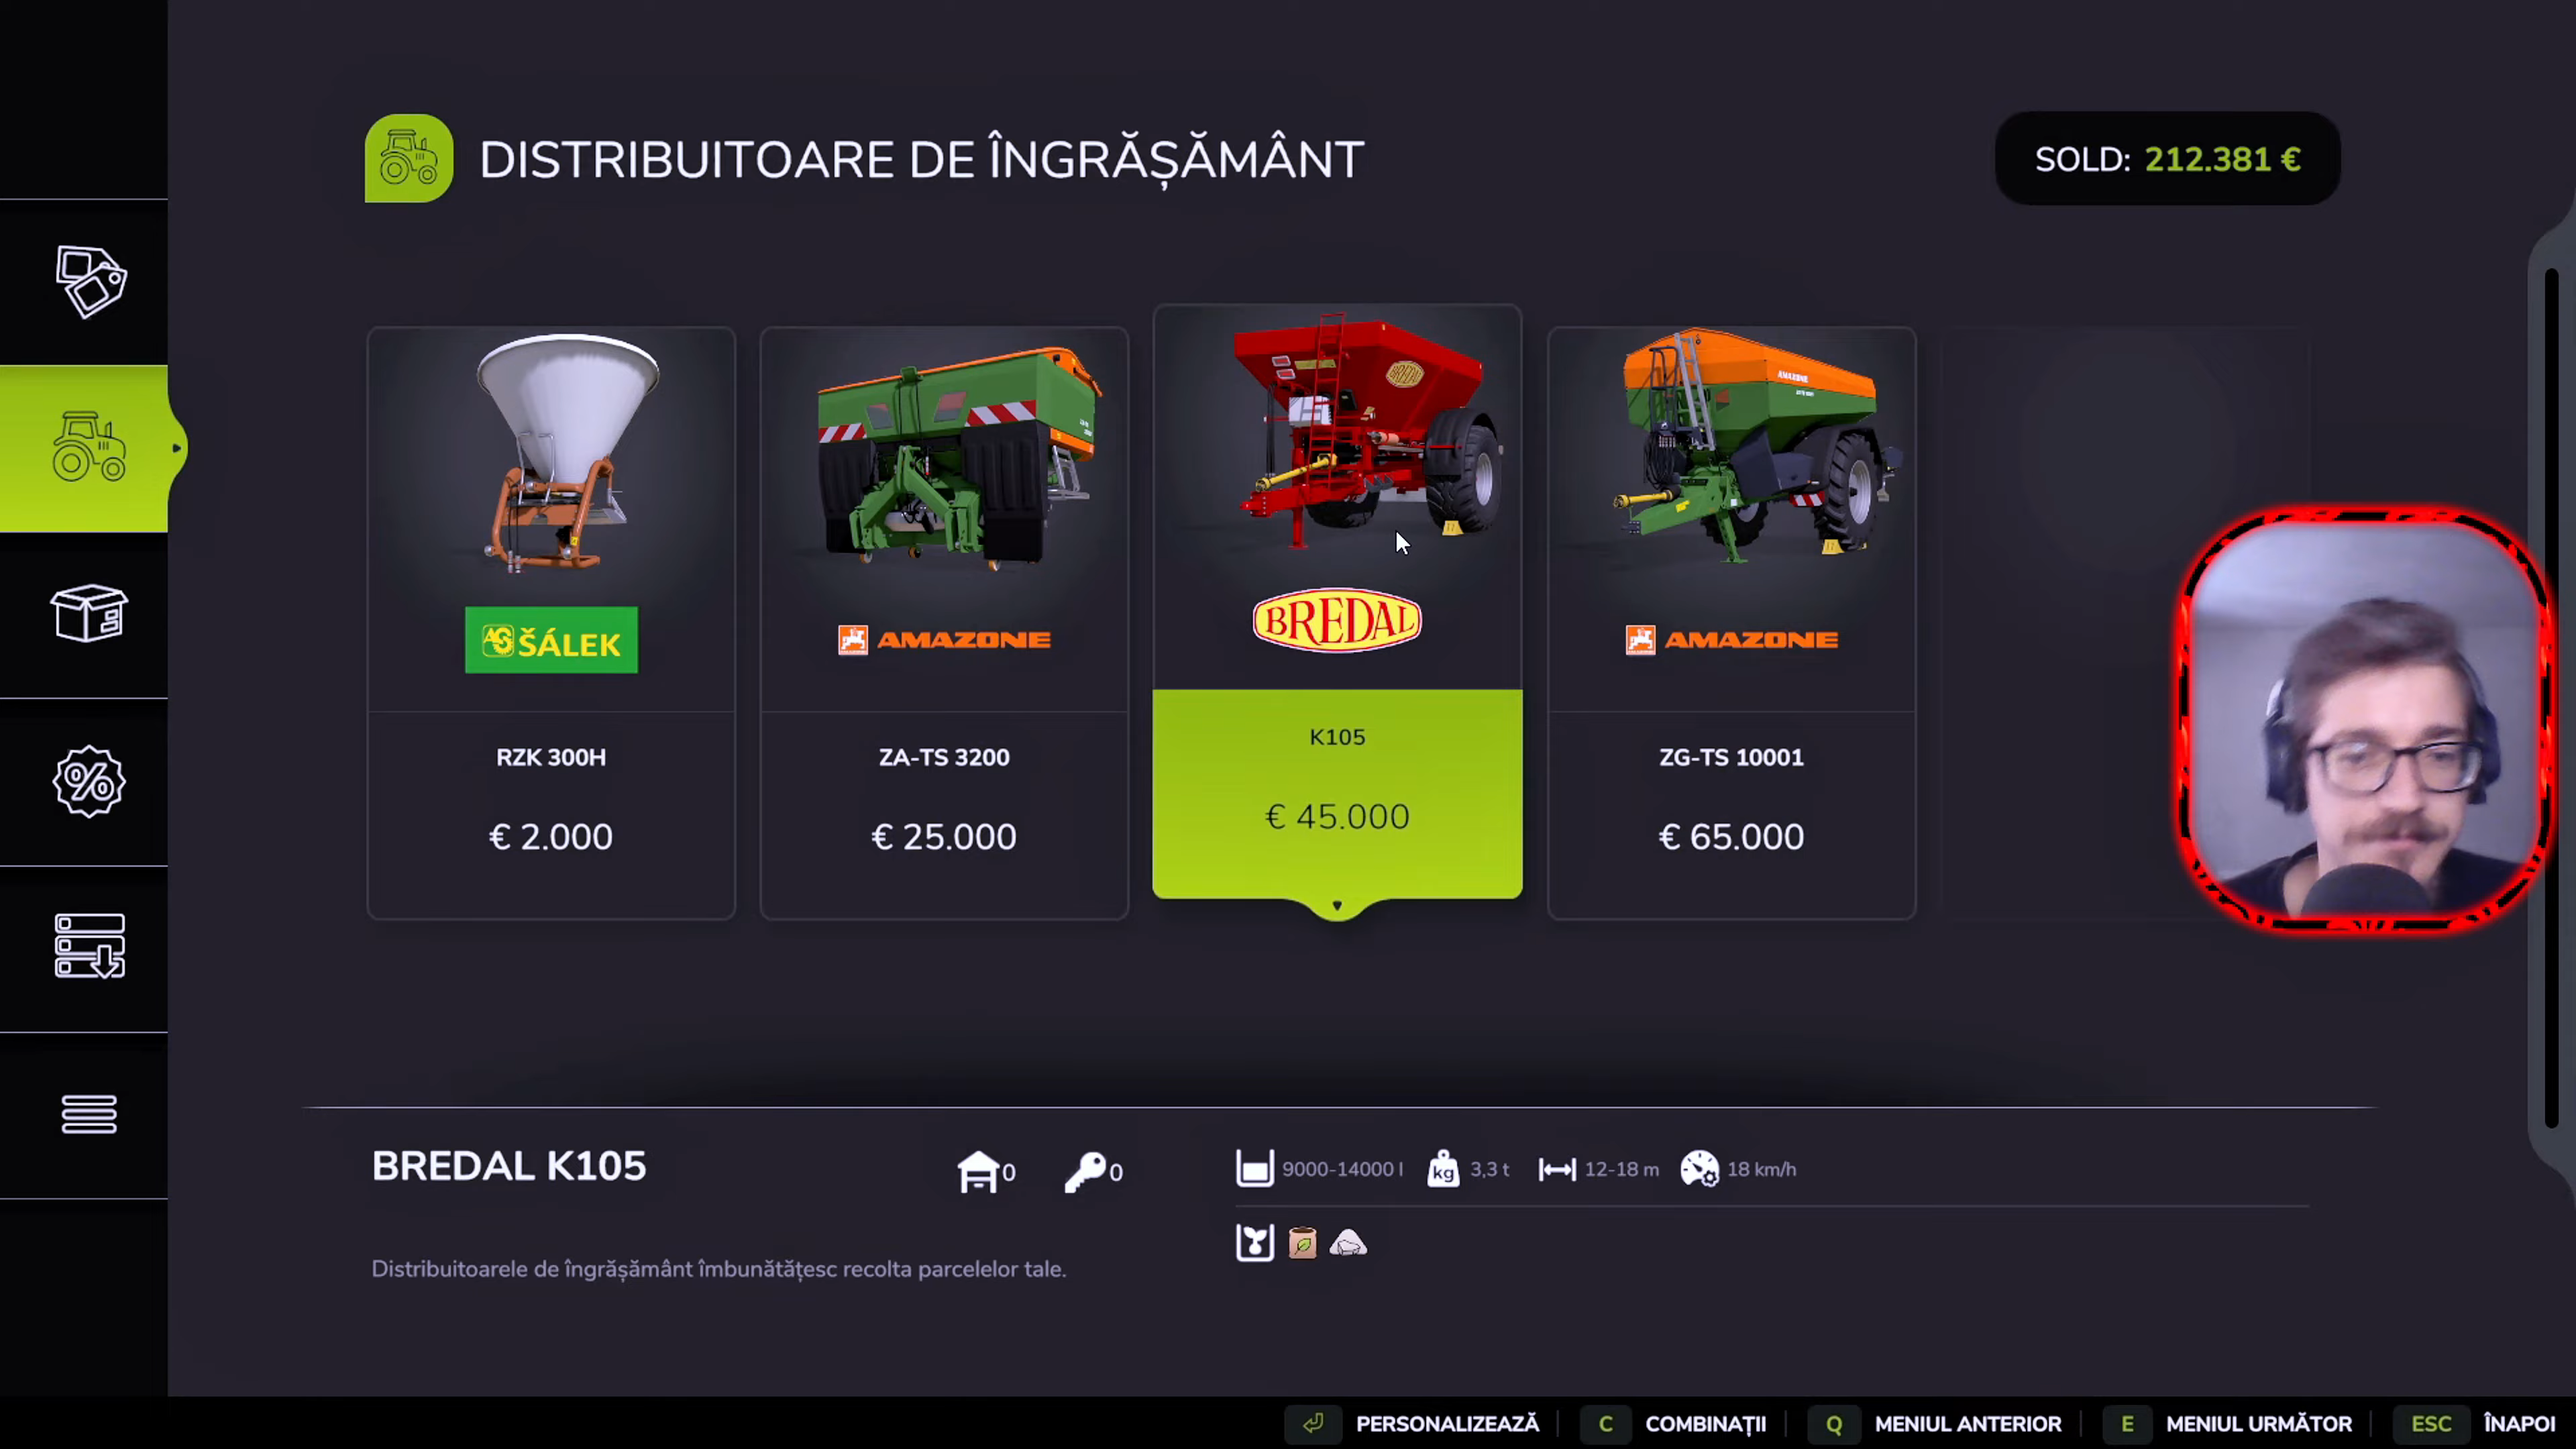 DISTRIBUITOARE DE ÎNGRĂȘĂMÂNT
SOLD: 212.381 €
AGS ŠÁLEK
AMAZONE
BREDAL
AMAZONE
RZK 300H
ZA-TS 3200
K105
ZG-TS 10001
€ 2.000
€ 25.000
€ 45.000
€ 65.000
BREDAL K105
0
0
9000-14000 l
kg 3,3 t
12-18 m
18 km/h
Distribuitoarele de îngrășământ îmbunătățesc recolta parcelelor tale.
PERSONALIZEAZĂ
C COMBINAȚII
Q MENIUL ANTERIOR
E MENIUL URMĂTOR
ESC ÎNAPOI